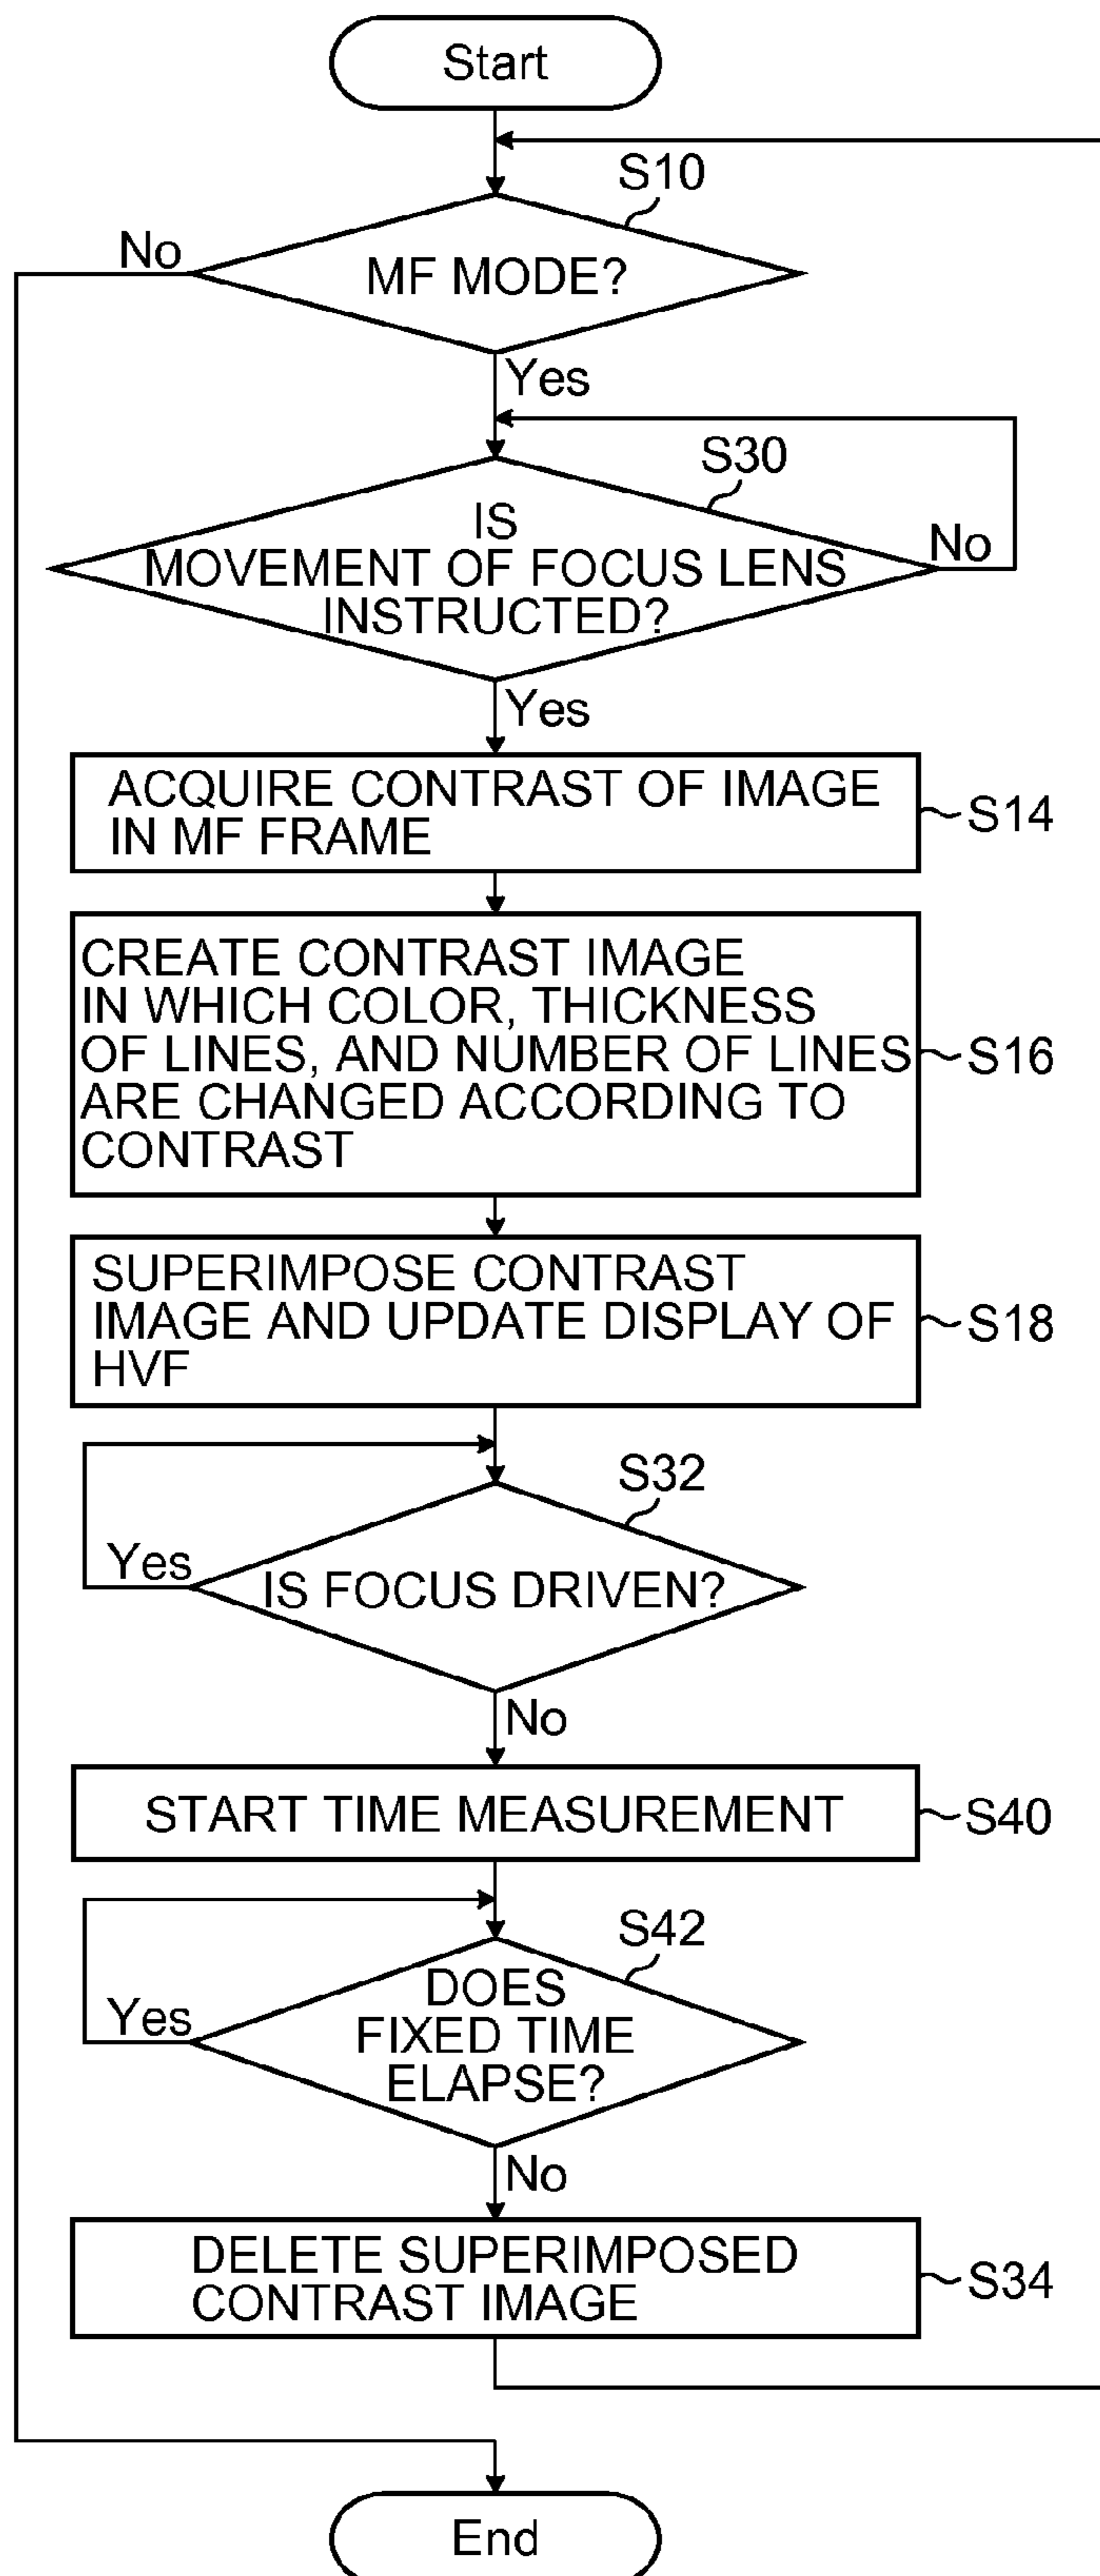 Start
S10
No
MF MODE?
Yes
S30
IS
MOVEMENT OF FOCUS LENS
INSTRUCTED?
No
Yes
ACQUIRE CONTRAST OF IMAGE
IN MF FRAME
S14
CREATE CONTRAST IMAGE
IN WHICH COLOR, THICKNESS
OF LINES, AND NUMBER OF LINES
ARE CHANGED ACCORDING TO
CONTRAST
S16
SUPERIMPOSE CONTRAST
IMAGE AND UPDATE DISPLAY OF
HVF
S18
S32
Yes
IS FOCUS DRIVEN?
No
START TIME MEASUREMENT
S40
S42
Yes
DOES
FIXED TIME
ELAPSE?
No
DELETE SUPERIMPOSED
CONTRAST IMAGE
S34
End